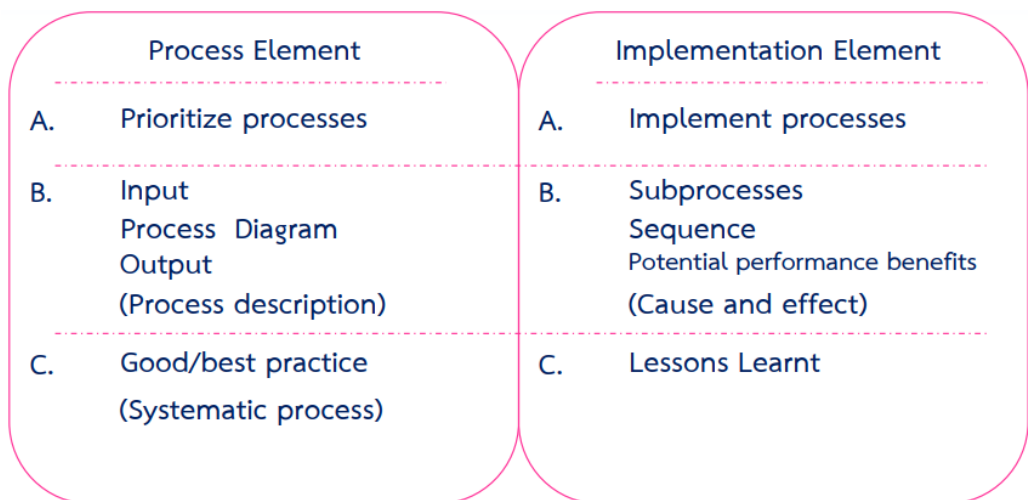 Process Element
A. Prioritize processes
B. Input
Process Diagram
Output
(Process description)
C. Good/best practice
(Systematic process)
Implementation Element
A. Implement processes
B. Subprocesses
Sequence
Potential performance benefits
(Cause and effect)
C. Lessons Learnt